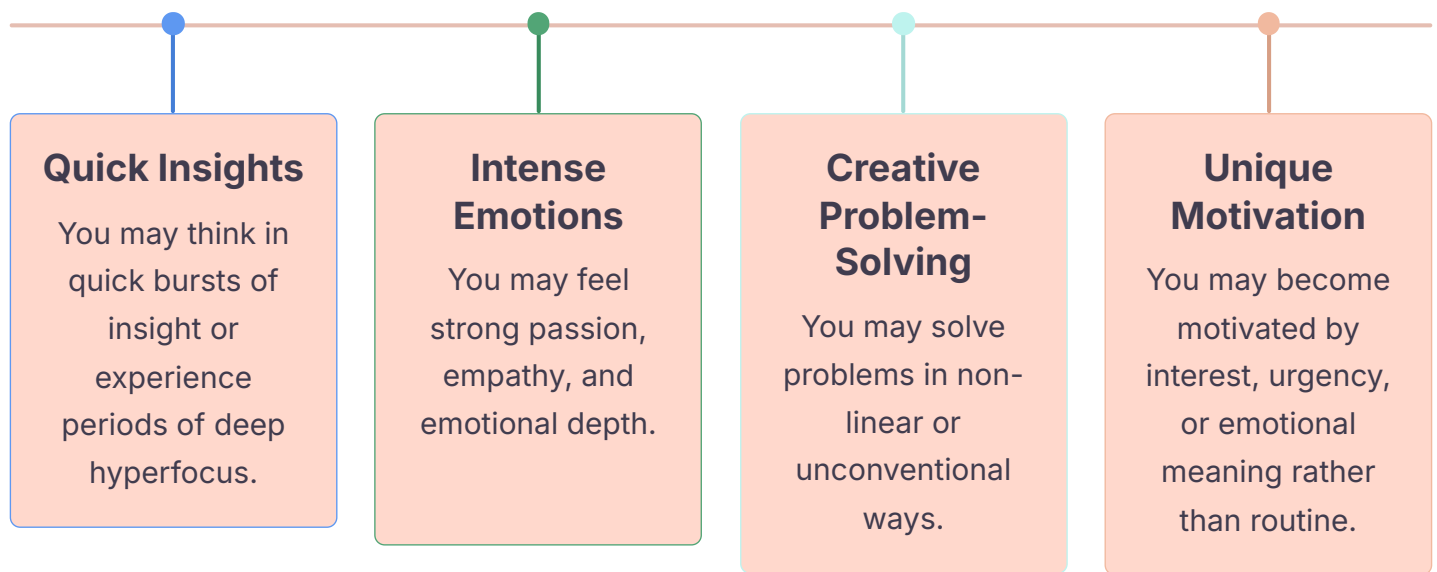 Quick Insights
You may think in
quick bursts of
insight or
experience
periods of deep
hyperfocus.
Intense
Emotions
You may feel
strong passion,
empathy, and
emotional depth.
Creative
Problem-
Solving
You may solve
problems in non-
linear or
unconventional
ways.
Unique
Motivation
You may become
motivated by
interest, urgency,
or emotional
meaning rather
than routine.